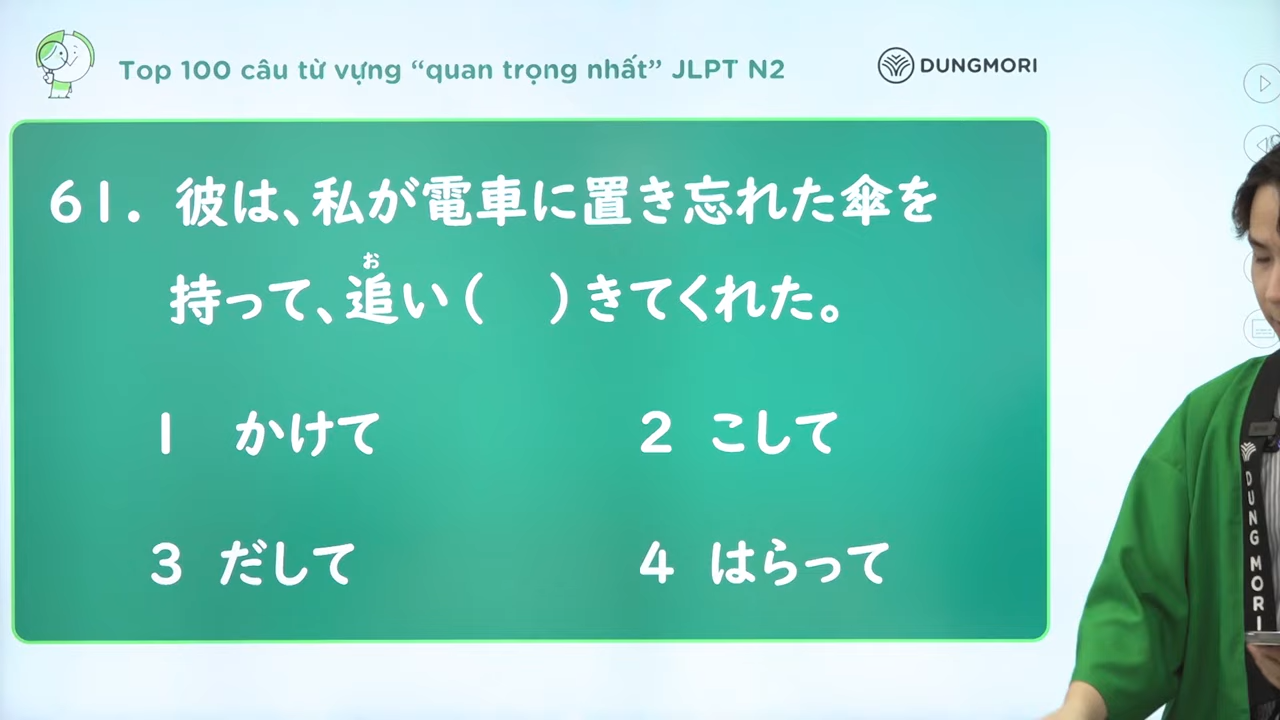 Top 100 câu từ vựng “quan trọng nhất” JLPT N2
DUNGMORI
61. 彼は、私が電車に置き忘れた傘を
お
持って、追い (　) きてくれた。
1 かけて
2 こして
3 だして
4 はらって
DUNG MORI